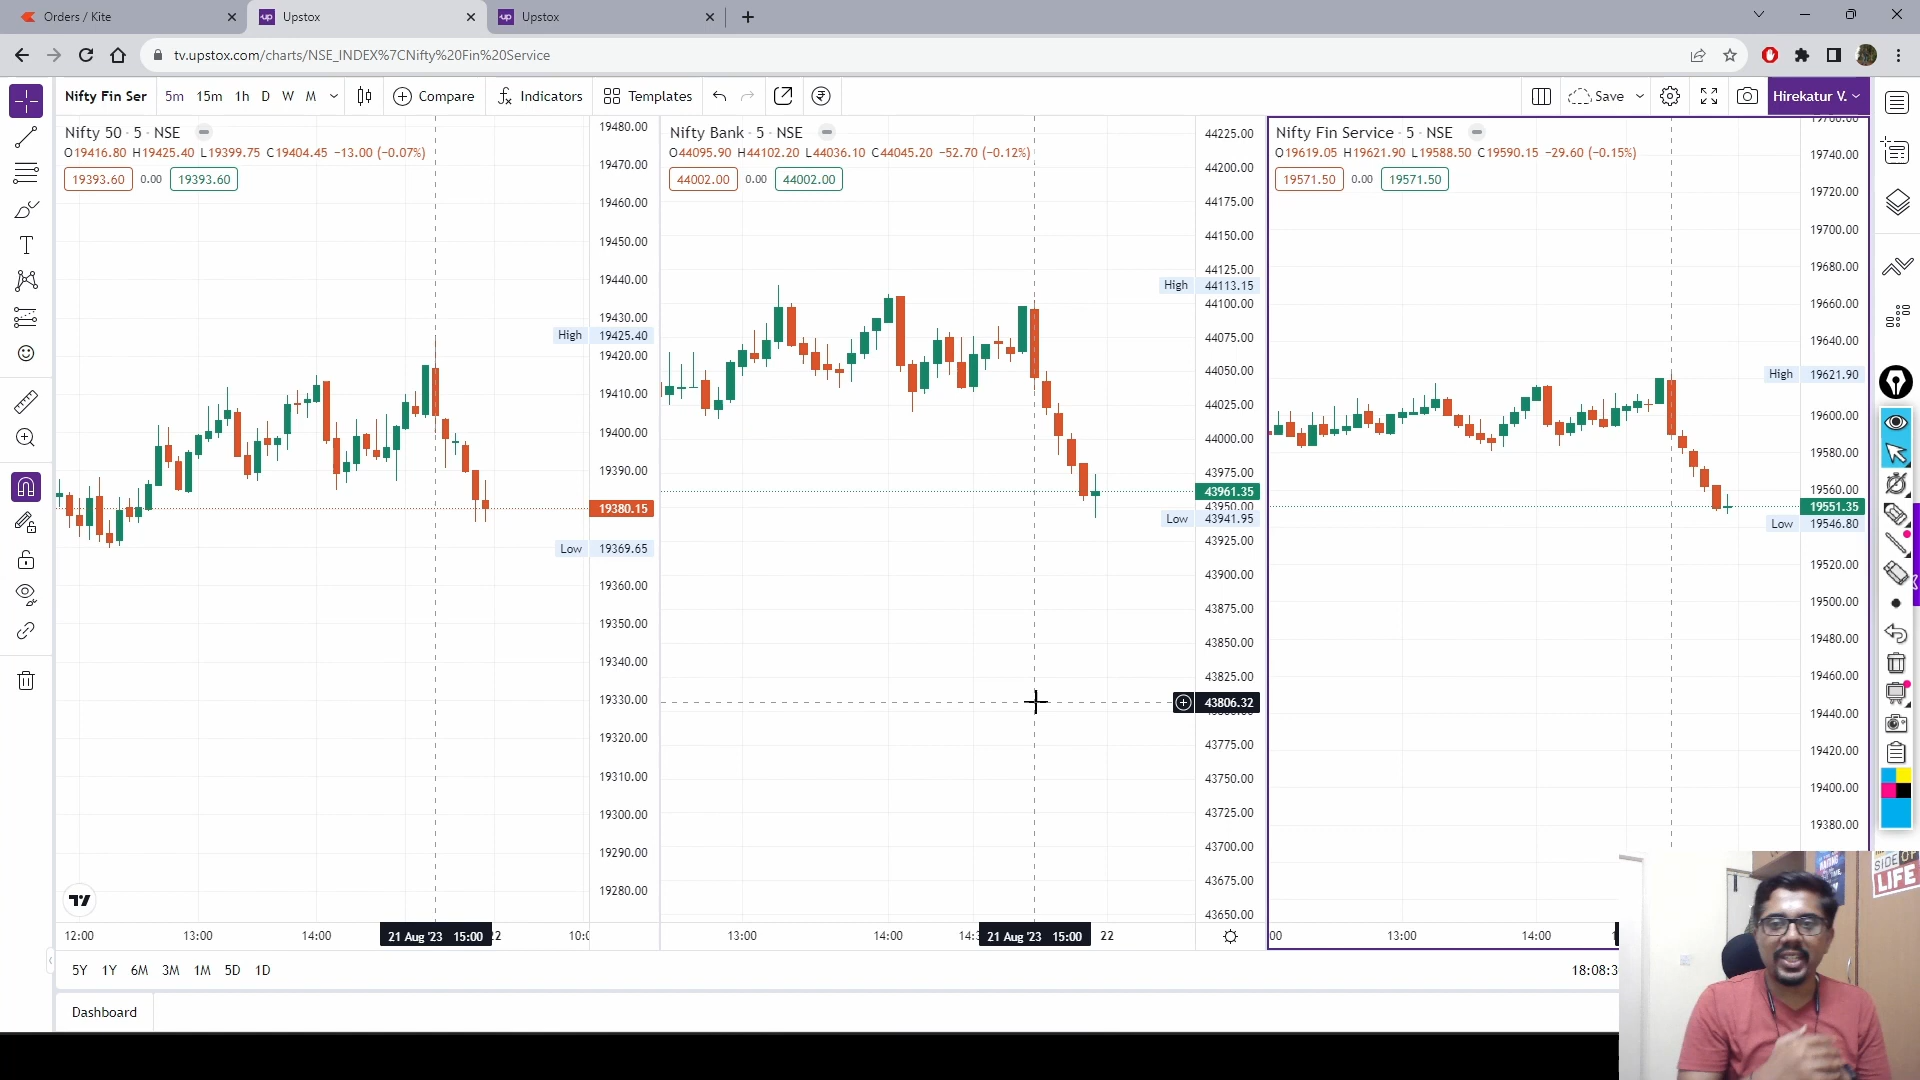 Orders / Kite
Upstox
Upstox
tv.upstox.com/charts/NSE_INDEX%7CNifty%20Fin%20Service
Nifty Fin Ser 5m 15m 1h D W M Compare Indicators Templates Save Hirekatur V.
Nifty 50 · 5 · NSE
O19416.80 H19425.40 L19399.75 C19404.45 −13.00 (−0.07%)
19393.60 0.00 19393.60
19480.00
19470.00
19460.00
19450.00
19440.00
19430.00
High 19425.40
19420.00
19410.00
19400.00
19390.00
19380.15
Low 19369.65
19360.00
19350.00
19340.00
19330.00
19320.00
19310.00
19300.00
19290.00
19280.00
12:00 13:00 14:00 21 Aug '23 15:00 22 10:0
Nifty Bank · 5 · NSE
O44095.90 H44102.20 L44036.10 C44045.20 −52.70 (−0.12%)
44002.00 0.00 44002.00
44225.00
44200.00
44175.00
44150.00
44125.00
High 44113.15
44100.00
44075.00
44050.00
44025.00
44000.00
43975.00
43961.35
43950.00
Low 43941.95
43925.00
43900.00
43875.00
43850.00
43825.00
43806.32
43775.00
43750.00
43725.00
43700.00
43675.00
43650.00
13:00 14:00 14:3 21 Aug '23 15:00 22
Nifty Fin Service · 5 · NSE
O19619.05 H19621.90 L19588.50 C19590.15 −29.60 (−0.15%)
19571.50 0.00 19571.50
19760.00
19740.00
19720.00
19700.00
19680.00
19660.00
19640.00
High 19621.90
19600.00
19580.00
19560.00
19551.35
Low 19546.80
19520.00
19500.00
19480.00
19460.00
19440.00
19420.00
19400.00
19380.00
:00 13:00 14:00
5Y 1Y 6M 3M 1M 5D 1D
18:08:3
Dashboard
SIDE OF
LIFE